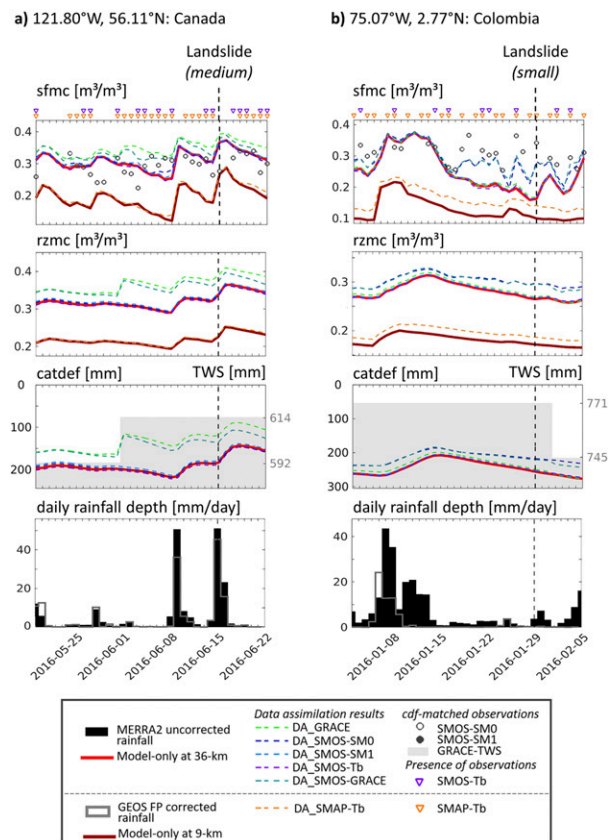 a) 121.80°W, 56.11°N: Canada
b) 75.07°W, 2.77°N: Colombia
Landslide
(medium)
sfmc [m³/m³]
0.4
0.3
0.2
rzmc [m³/m³]
0.4
0.3
0.2
catdef [mm]
TWS [mm]
0
100
200
614
592
daily rainfall depth [mm/day]
40
20
0
2016-05-25
2016-06-01
2016-06-08
2016-06-15
2016-06-22
Landslide
(small)
sfmc [m³/m³]
0.4
0.3
0.2
0.1
rzmc [m³/m³]
0.3
0.2
catdef [mm]
TWS [mm]
0
100
200
300
771
745
daily rainfall depth [mm/day]
40
20
0
2016-01-08
2016-01-15
2016-01-22
2016-01-29
2016-02-05
MERRA2 uncorrected
rainfall
Model-only at 36-km
Data assimilation results
DA_GRACE
DA_SMOS-SM0
DA_SMOS-SM1
DA_SMOS-Tb
DA_SMOS-GRACE
cdf-matched observations
SMOS-SM0
SMOS-SM1
GRACE-TWS
Presence of observations
SMOS-Tb
GEOS FP corrected
rainfall
Model-only at 9-km
DA_SMAP-Tb
SMAP-Tb